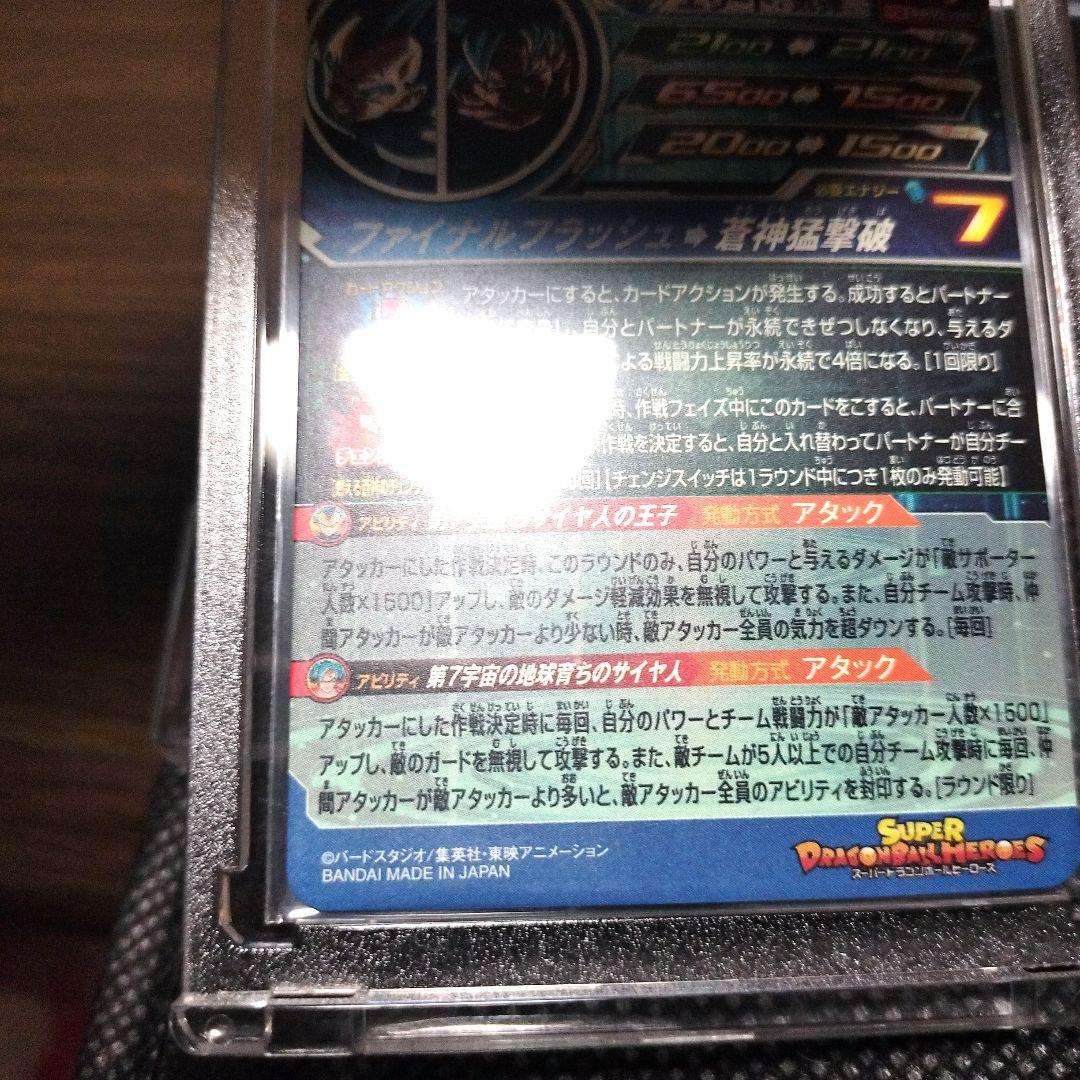 2100 ⇔ 2100
6500 ⇔ 7500
2000 ⇔ 1500
必要エナジー 7
ファイナルフラッシュ ➡ 蒼神猛撃破
カードアクション
アタッカーにすると、カードアクションが発生する。成功するとパートナー
し、自分とパートナーが永続できぜつしなくなり、与えるダ
よる戦闘力上昇率が永続で4倍になる。[1回限り]
時、作戦フェイズ中にこのカードをこすると、パートナーに合
作戦を決定すると、自分と入れ替わってパートナーが自分チー
回][チェンジスイッチは1ラウンド中につき1枚のみ発動可能]
アビリティ サイヤ人の王子 発動方式 アタック
アタッカーにした作戦決定時、このラウンドのみ、自分のパワーと与えるダメージが「敵サポーター
人数×1500」アップし、敵のダメージ軽減効果を無視して攻撃する。また、自分チーム攻撃時、仲
間アタッカーが敵アタッカーより少ない時、敵アタッカー全員の気力を超ダウンする。[毎回]
アビリティ 第7宇宙の地球育ちのサイヤ人 発動方式 アタック
アタッカーにした作戦決定時に毎回、自分のパワーとチーム戦闘力が「敵アタッカー人数×1500」
アップし、敵のガードを無視して攻撃する。また、敵チームが5人以上での自分チーム攻撃時に毎回、仲
間アタッカーが敵アタッカーより多いと、敵アタッカー全員のアビリティを封印する。[ラウンド限り]
©バードスタジオ/集英社・東映アニメーション
BANDAI MADE IN JAPAN
SUPER
DRAGONBALL HEROES
スーパードラゴンボールヒーローズ